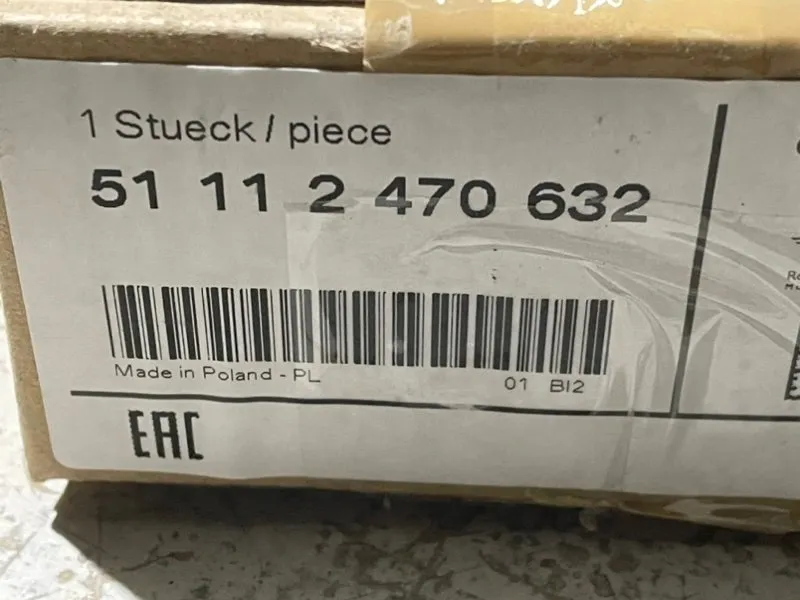 1 Stueck / piece
51 11 2 470 632
Made in Poland - PL
01 BI2
EAC